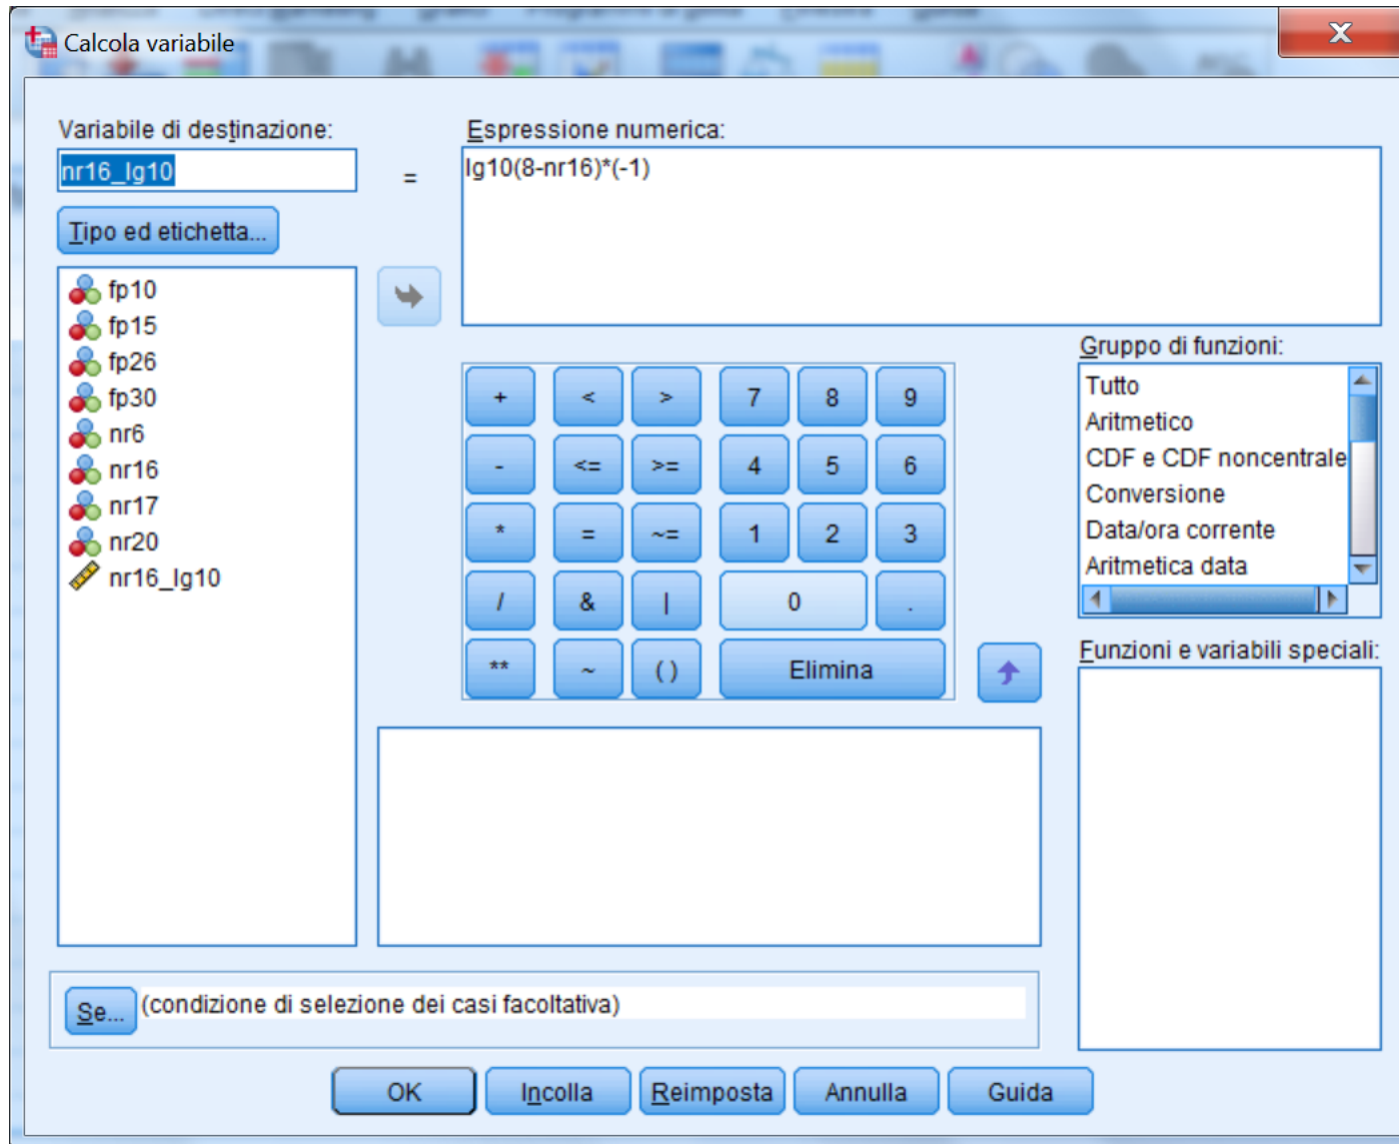 Calcola variabile
X
Variabile di destinazione:
Espressione numerica:
nr16_lg10
=
lg10(8-nr16)*(-1)
Tipo ed etichetta...
fp10
fp15
fp26
fp30
nr6
nr16
nr17
nr20
nr16_lg10
+ < > 7 8 9
- <= >= 4 5 6
* = ~= 1 2 3
/ & | 0 .
** ~ ( ) Elimina
Gruppo di funzioni:
Tutto
Aritmetico
CDF e CDF noncentrale
Conversione
Data/ora corrente
Aritmetica data
Funzioni e variabili speciali:
Se...
(condizione di selezione dei casi facoltativa)
OK
Incolla
Reimposta
Annulla
Guida